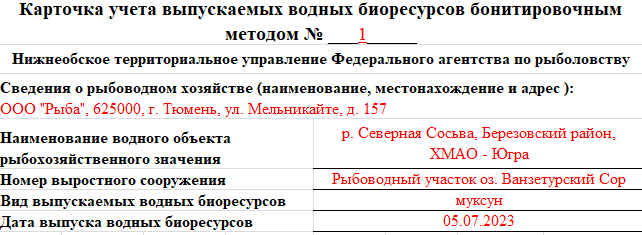 Карточка учета выпускаемых водных биоресурсов бонитировочным
методом № ___1______
Нижнеобское территориальное управление Федерального агентства по рыболовству
Сведения о рыбоводном хозяйстве (наименование, местонахождение и адрес ):
ООО "Рыба", 625000, г. Тюмень, ул. Мельникайте, д. 157
Наименование водного объекта рыбохозяйственного значения
р. Северная Сосьва, Березовский район,
ХМАО - Югра
Номер выростного сооружения Рыбоводный участок оз. Ванзетурский Сор
Вид выпускаемых водных биоресурсов муксун
Дата выпуска водных биоресурсов 05.07.2023